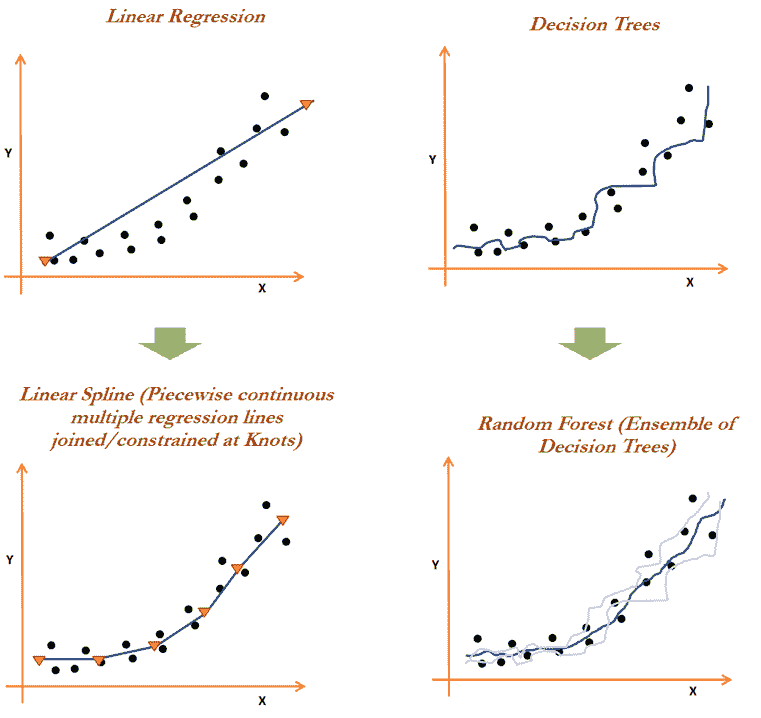 Linear Regression
Y
X
Decision Trees
Y
X
Linear Spline (Piecewise continuous
multiple regression lines
joined/constrained at Knots)
Y
X
Random Forest (Ensemble of
Decision Trees)
Y
X